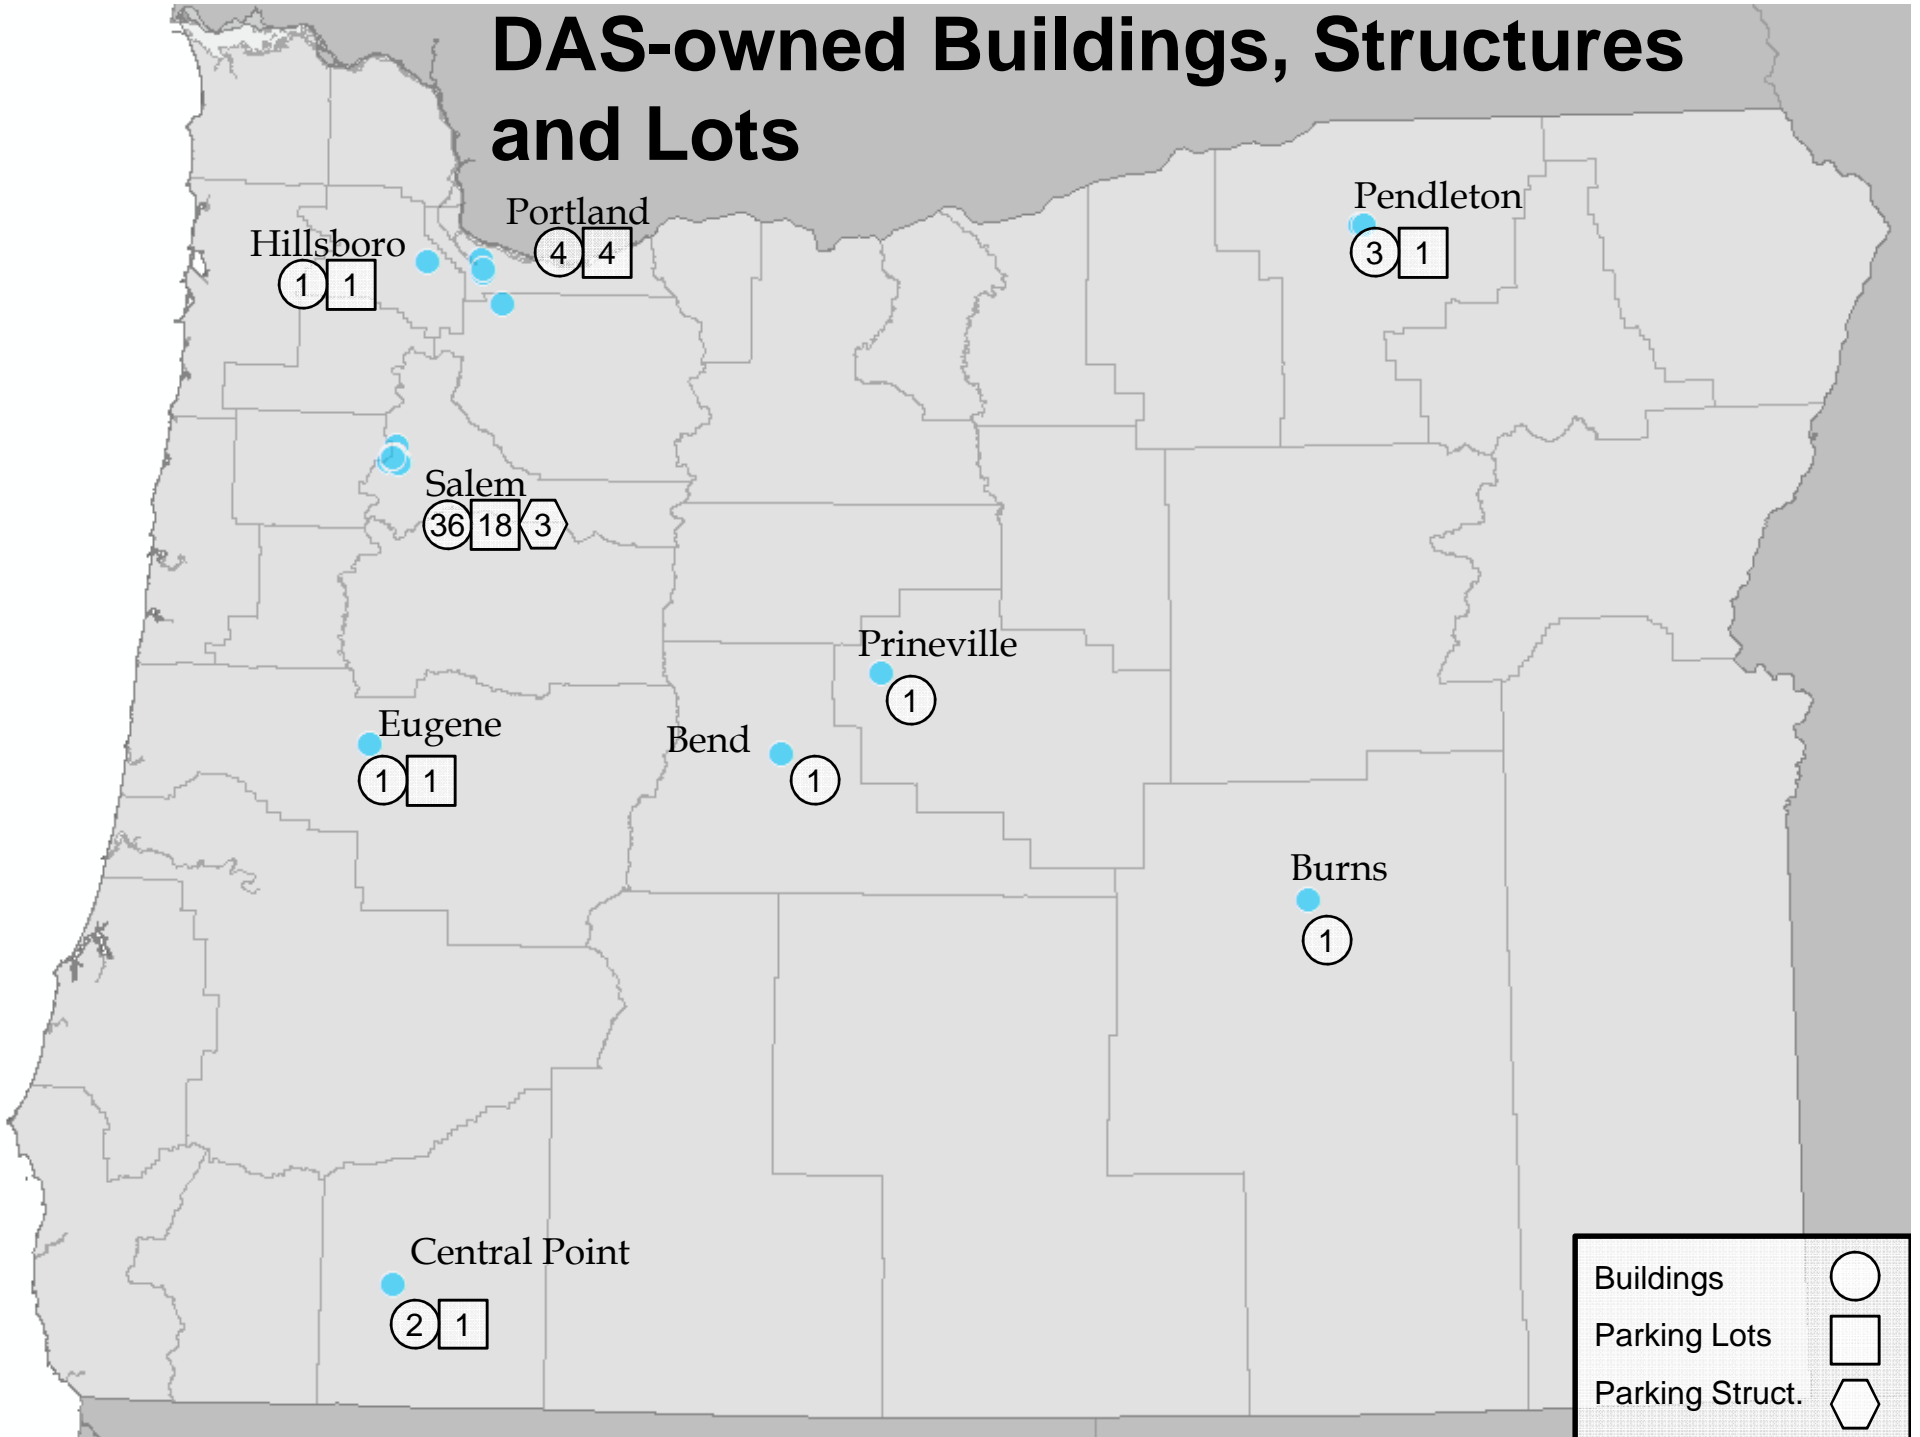 DAS-owned Buildings, Structures
and Lots
Portland
4 4
Hillsboro
1 1
Pendleton
3 1
Salem
36 18 3
Prineville
1
Eugene
1 1
Bend
1
Burns
1
Central Point
2 1
Buildings
Parking Lots
Parking Struct.